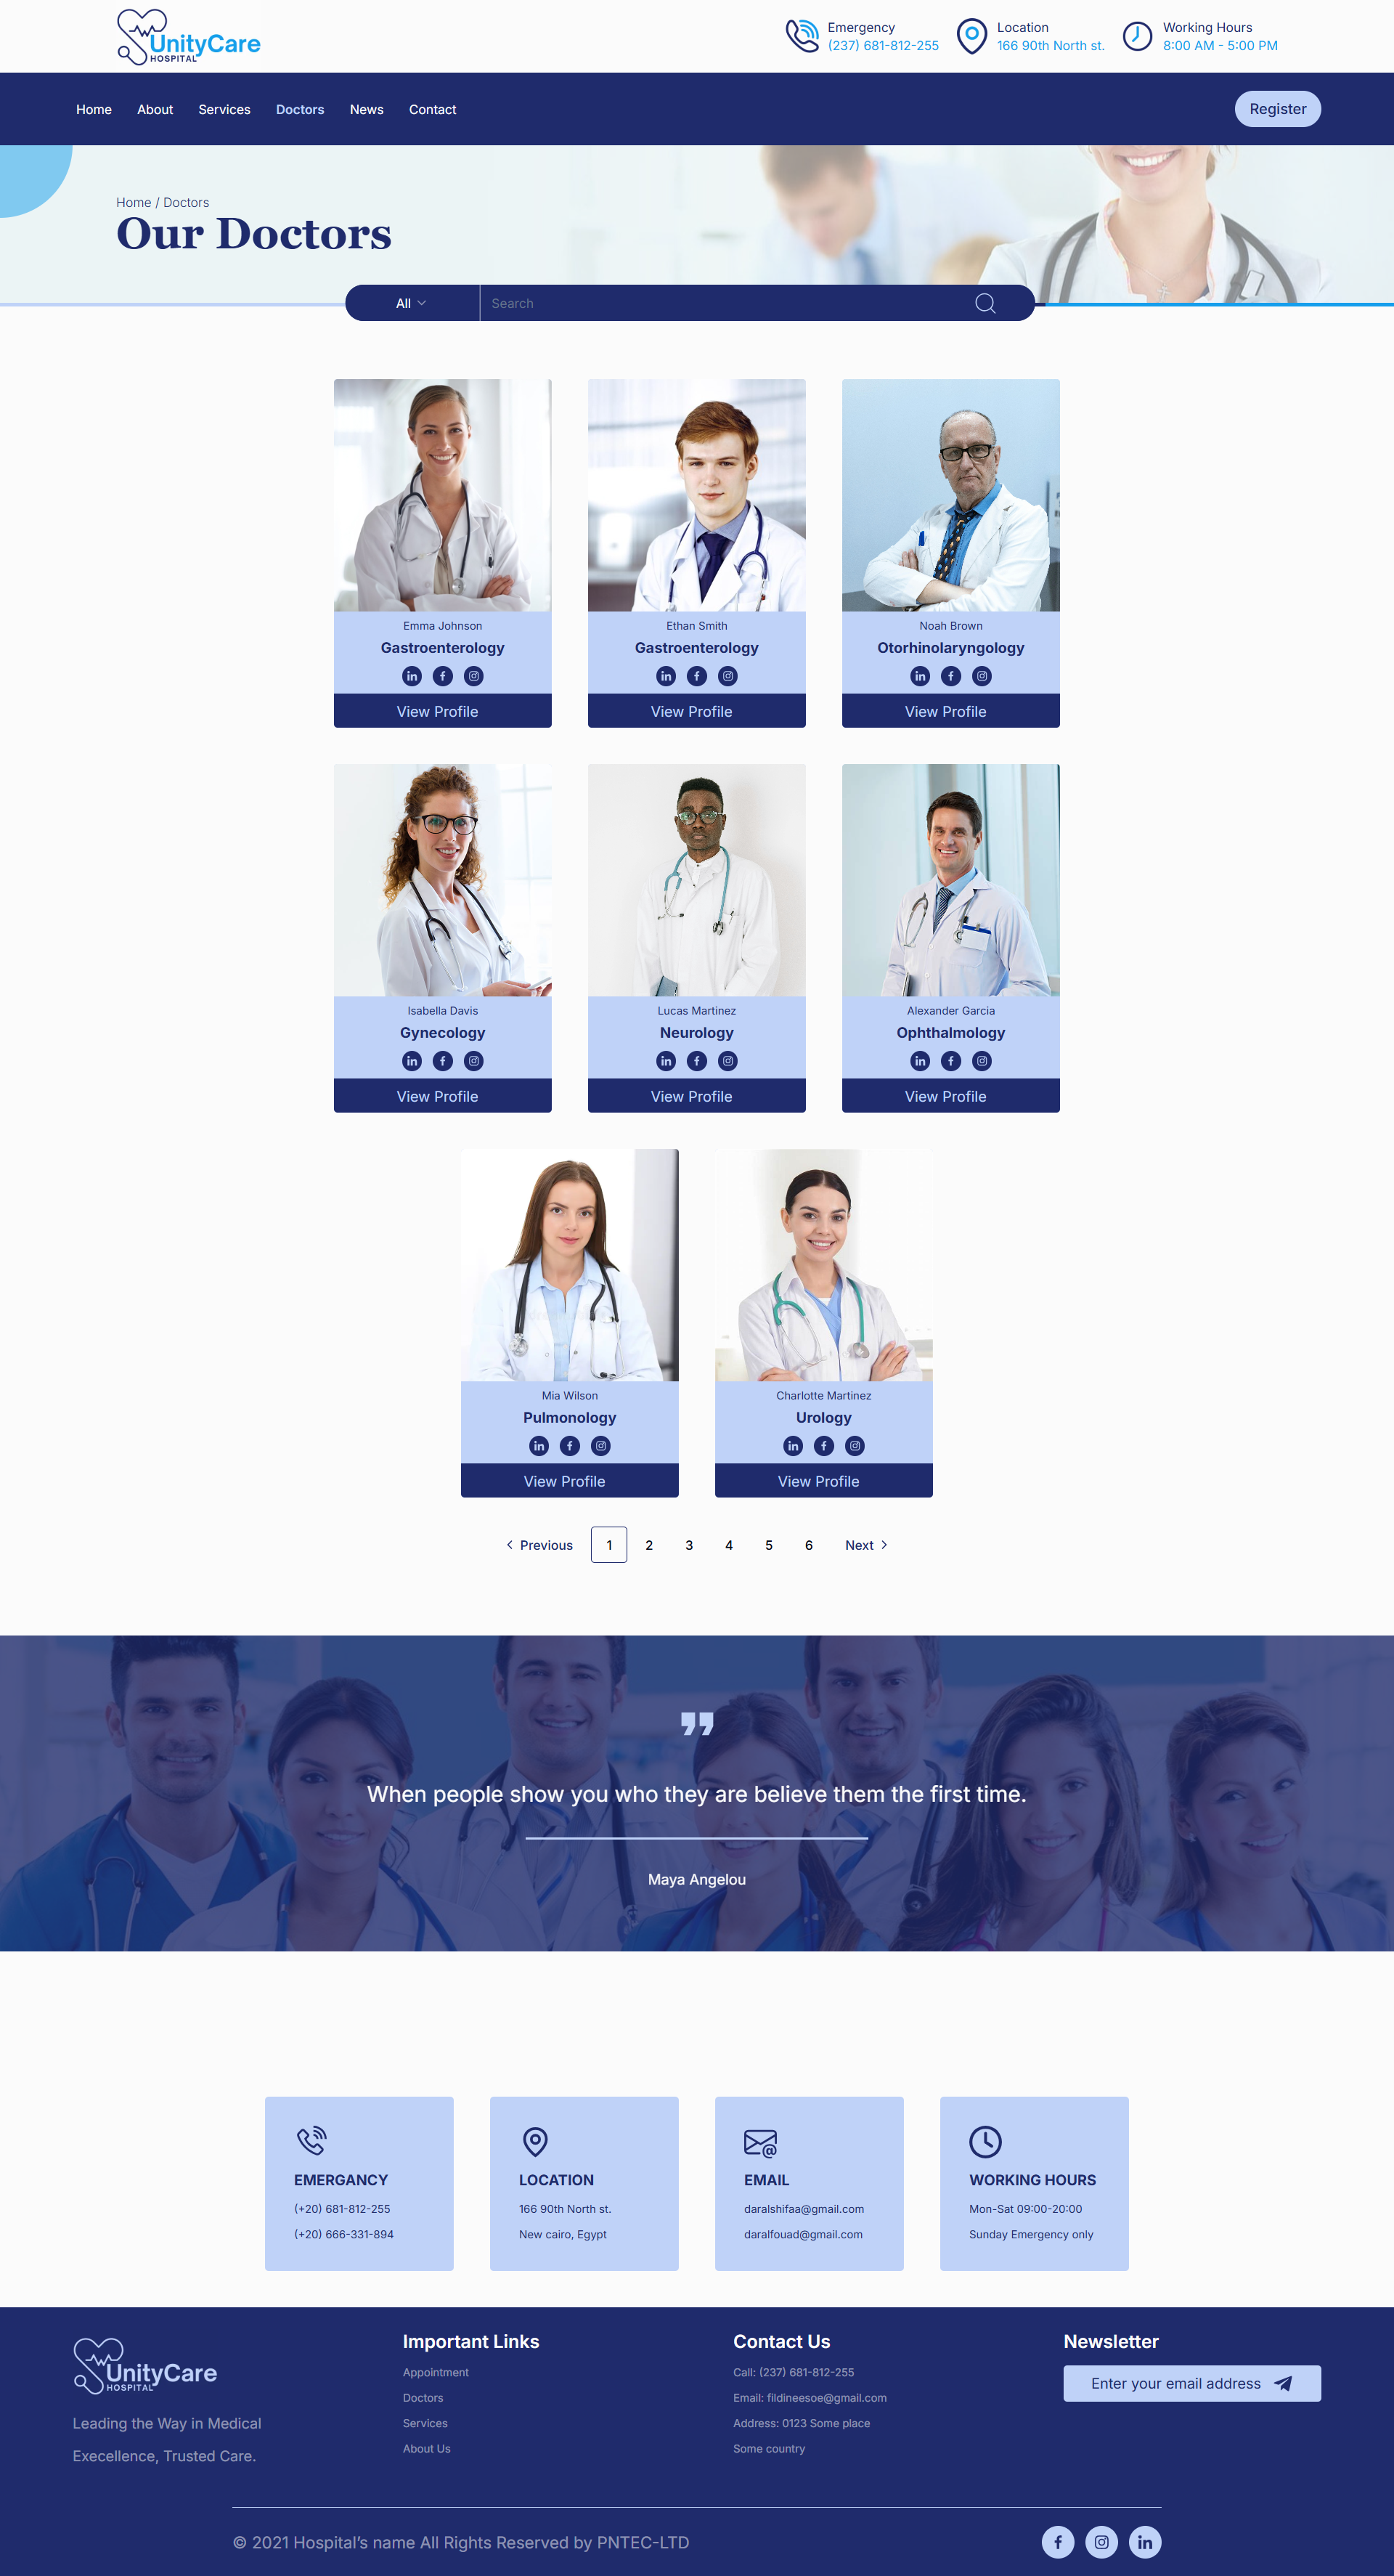 UnityCare
HOSPITAL
Emergency
(237) 681-812-255
Location
166 90th North st.
Working Hours
8:00 AM - 5:00 PM
Home
About
Services
Doctors
News
Contact
Register
Home / Doctors
Our Doctors
All
Search
Emma Johnson
Gastroenterology
View Profile
Ethan Smith
Gastroenterology
View Profile
Noah Brown
Otorhinolaryngology
View Profile
Isabella Davis
Gynecology
View Profile
Lucas Martinez
Neurology
View Profile
Alexander Garcia
Ophthalmology
View Profile
Mia Wilson
Pulmonology
View Profile
Charlotte Martinez
Urology
View Profile
Previous
1
2
3
4
5
6
Next
When people show you who they are believe them the first time.
Maya Angelou
EMERGANCY
(+20) 681-812-255
(+20) 666-331-894
LOCATION
166 90th North st.
New cairo, Egypt
EMAIL
daralshifaa@gmail.com
daralfouad@gmail.com
WORKING HOURS
Mon-Sat 09:00-20:00
Sunday Emergency only
UnityCare
HOSPITAL
Leading the Way in Medical
Execellence, Trusted Care.
Important Links
Appointment
Doctors
Services
About Us
Contact Us
Call: (237) 681-812-255
Email: fildineesoe@gmail.com
Address: 0123 Some place
Some country
Newsletter
Enter your email address
© 2021 Hospital's name All Rights Reserved by PNTEC-LTD